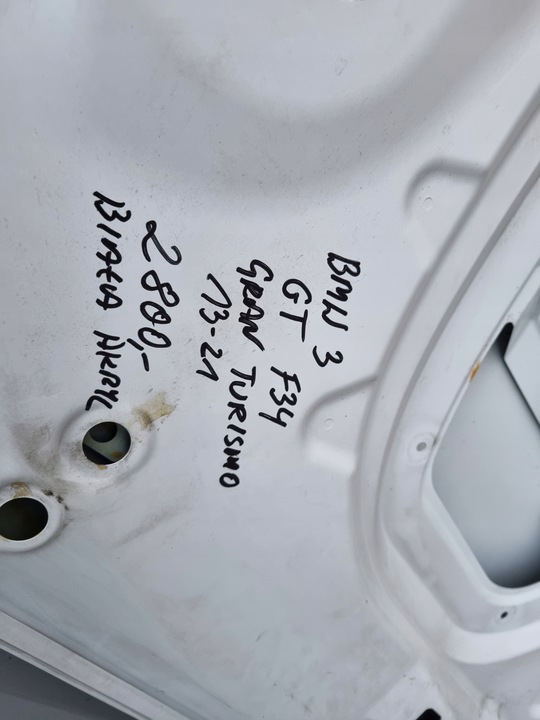 BMW 3
GT F34
GRAN TURISMO
13-21
2800,-
BIAŁA AKRYL